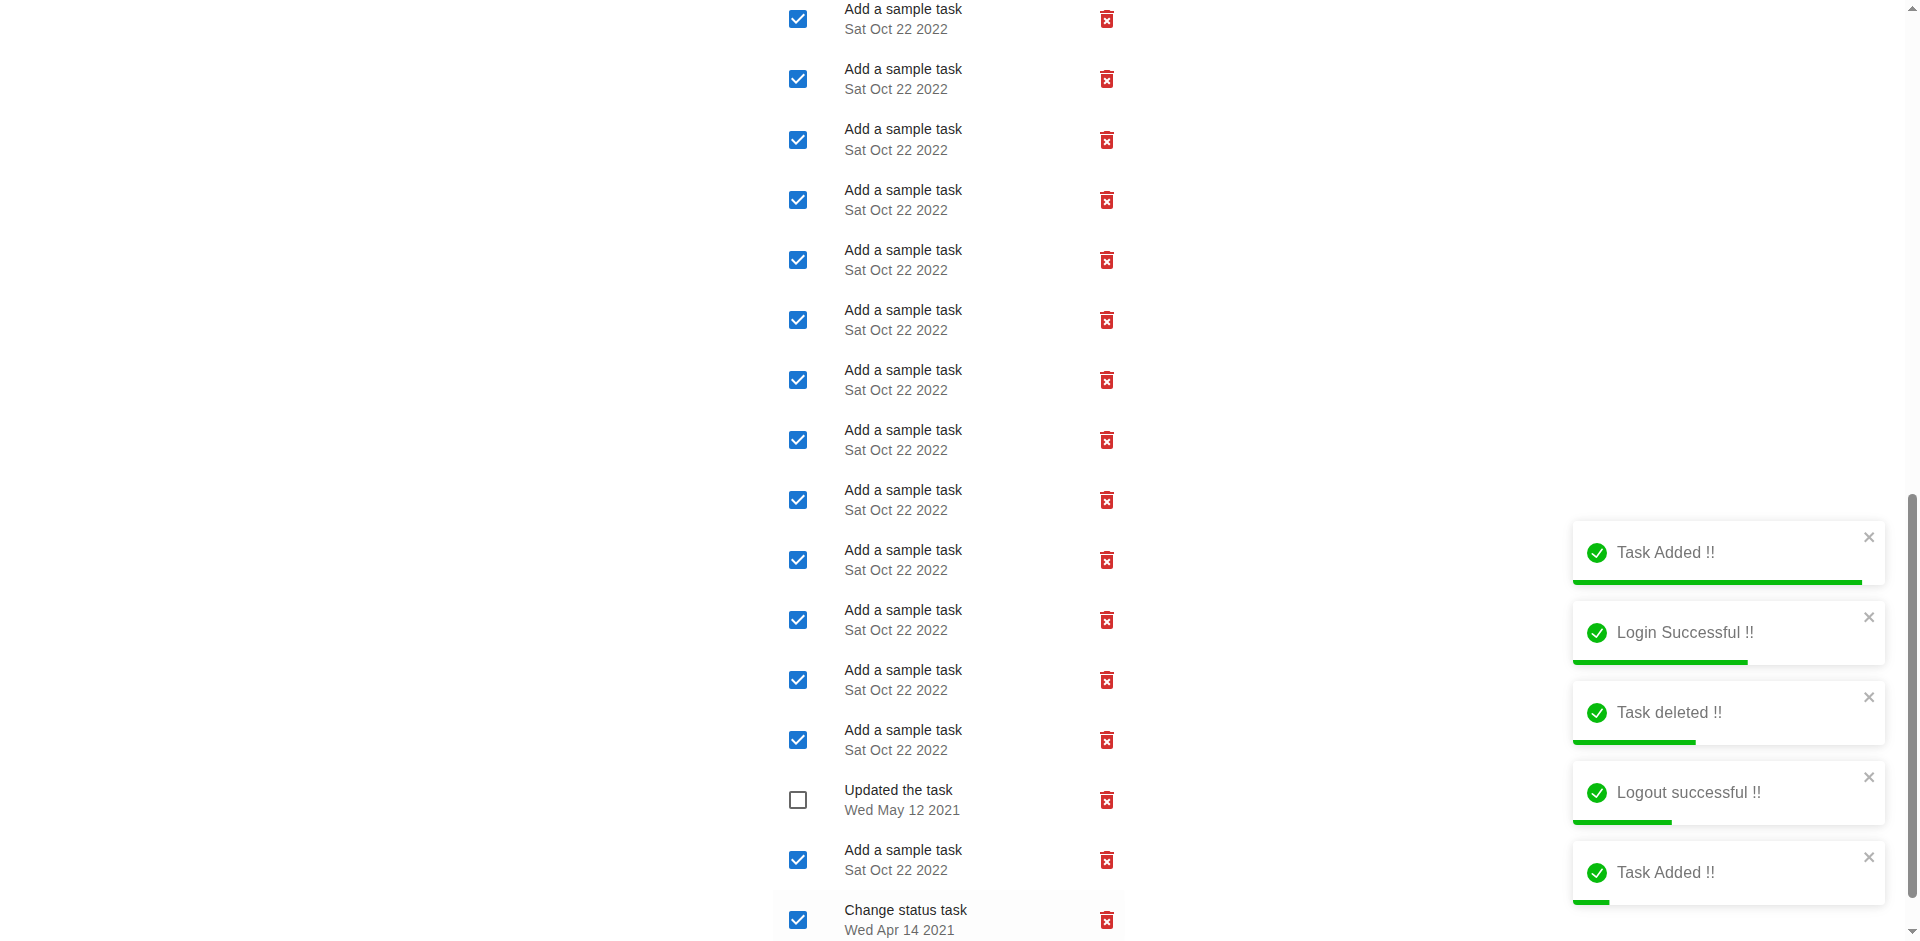 Add a sample task
Sat Oct 22 2022
Add a sample task
Sat Oct 22 2022
Add a sample task
Sat Oct 22 2022
Add a sample task
Sat Oct 22 2022
Add a sample task
Sat Oct 22 2022
Add a sample task
Sat Oct 22 2022
Add a sample task
Sat Oct 22 2022
Add a sample task
Sat Oct 22 2022
Add a sample task
Sat Oct 22 2022
Add a sample task
Sat Oct 22 2022
Add a sample task
Sat Oct 22 2022
Add a sample task
Sat Oct 22 2022
Add a sample task
Sat Oct 22 2022
Updated the task
Wed May 12 2021
Add a sample task
Sat Oct 22 2022
Change status task
Wed Apr 14 2021
Task Added !!
Login Successful !!
Task deleted !!
Logout successful !!
Task Added !!